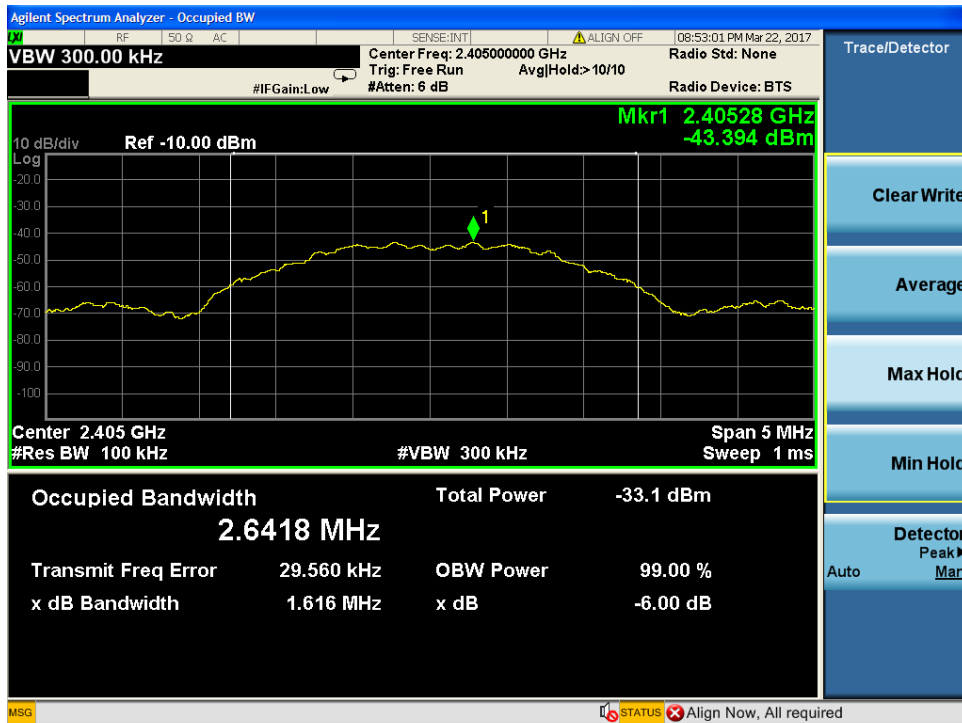 Agilent Spectrum Analyzer - Occupied BW
LXI RF 50 Ω AC SENSE:INT ALIGN OFF 08:53:01 PM Mar 22, 2017
VBW 300.00 kHz
Center Freq: 2.405000000 GHz Radio Std: None
Trig: Free Run Avg|Hold:>10/10
#IFGain:Low #Atten: 6 dB Radio Device: BTS
Mkr1 2.40528 GHz
-43.394 dBm
10 dB/div Ref -10.00 dBm
Log
-20.0
-30.0
1
-40.0
-50.0
-60.0
-70.0
-80.0
-90.0
-100
Center 2.405 GHz Span 5 MHz
#Res BW 100 kHz #VBW 300 kHz Sweep 1 ms
Occupied Bandwidth Total Power -33.1 dBm
2.6418 MHz
Transmit Freq Error 29.560 kHz OBW Power 99.00 %
x dB Bandwidth 1.616 MHz x dB -6.00 dB
Trace/Detector
Clear Write
Average
Max Hold
Min Hold
Detector
Peak▶
Auto Man
MSG STATUS Align Now, All required